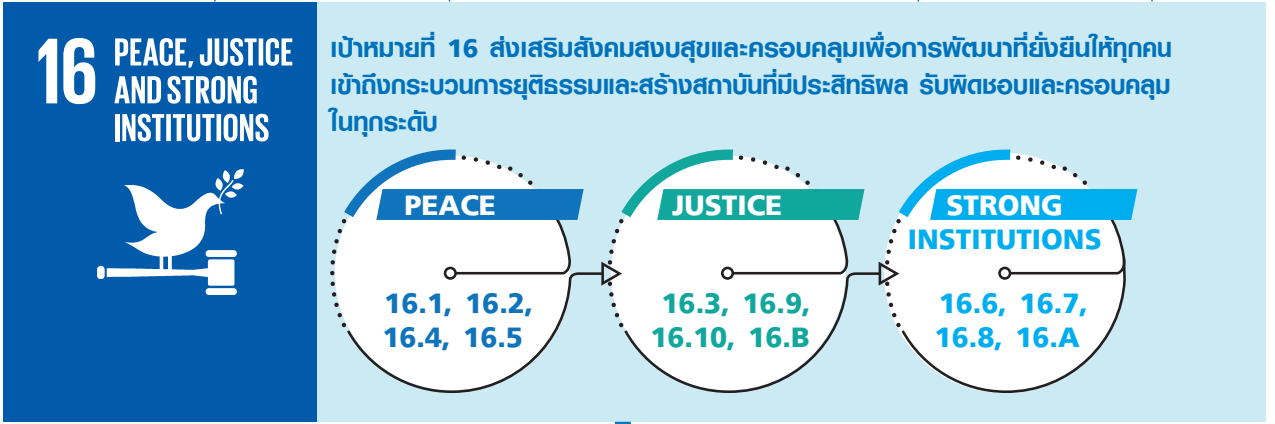 16 PEACE, JUSTICE
AND STRONG
INSTITUTIONS
เป้าหมายที่ 16 ส่งเสริมสังคมสงบสุขและครอบคลุมเพื่อการพัฒนาที่ยั่งยืนให้ทุกคน
เข้าถึงกระบวนการยุติธรรมและสร้างสถาบันที่มีประสิทธิผล รับผิดชอบและครอบคลุม
ในทุกระดับ
PEACE
16.1, 16.2,
16.4, 16.5
JUSTICE
16.3, 16.9,
16.10, 16.B
STRONG
INSTITUTIONS
16.6, 16.7,
16.8, 16.A